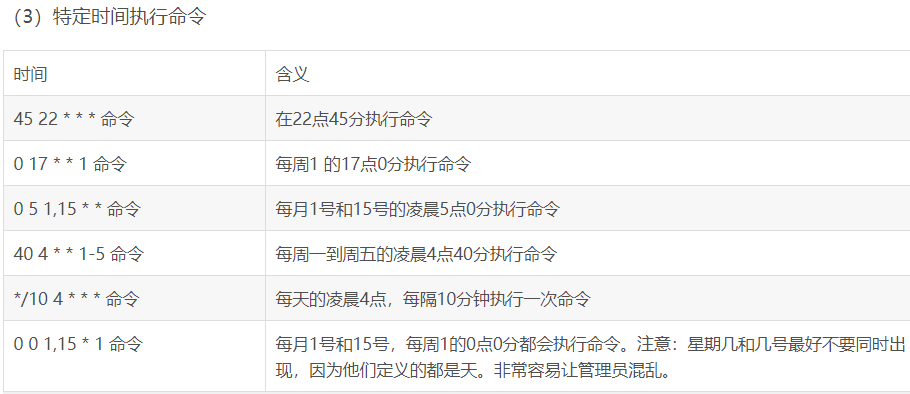 （3）特定时间执行命令
时间
含义
45 22 * * * 命令
在22点45分执行命令
0 17 * * 1 命令
每周1 的17点0分执行命令
0 5 1,15 * * 命令
每月1号和15号的凌晨5点0分执行命令
40 4 * * 1-5 命令
每周一到周五的凌晨4点40分执行命令
*/10 4 * * * 命令
每天的凌晨4点，每隔10分钟执行一次命令
0 0 1,15 * 1 命令
每月1号和15号，每周1的0点0分都会执行命令。注意：星期几和几号最好不要同时出
现，因为他们定义的都是天。非常容易让管理员混乱。